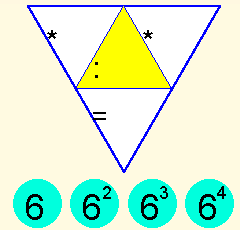 * *
:
=
6 6² 6³ 6⁴